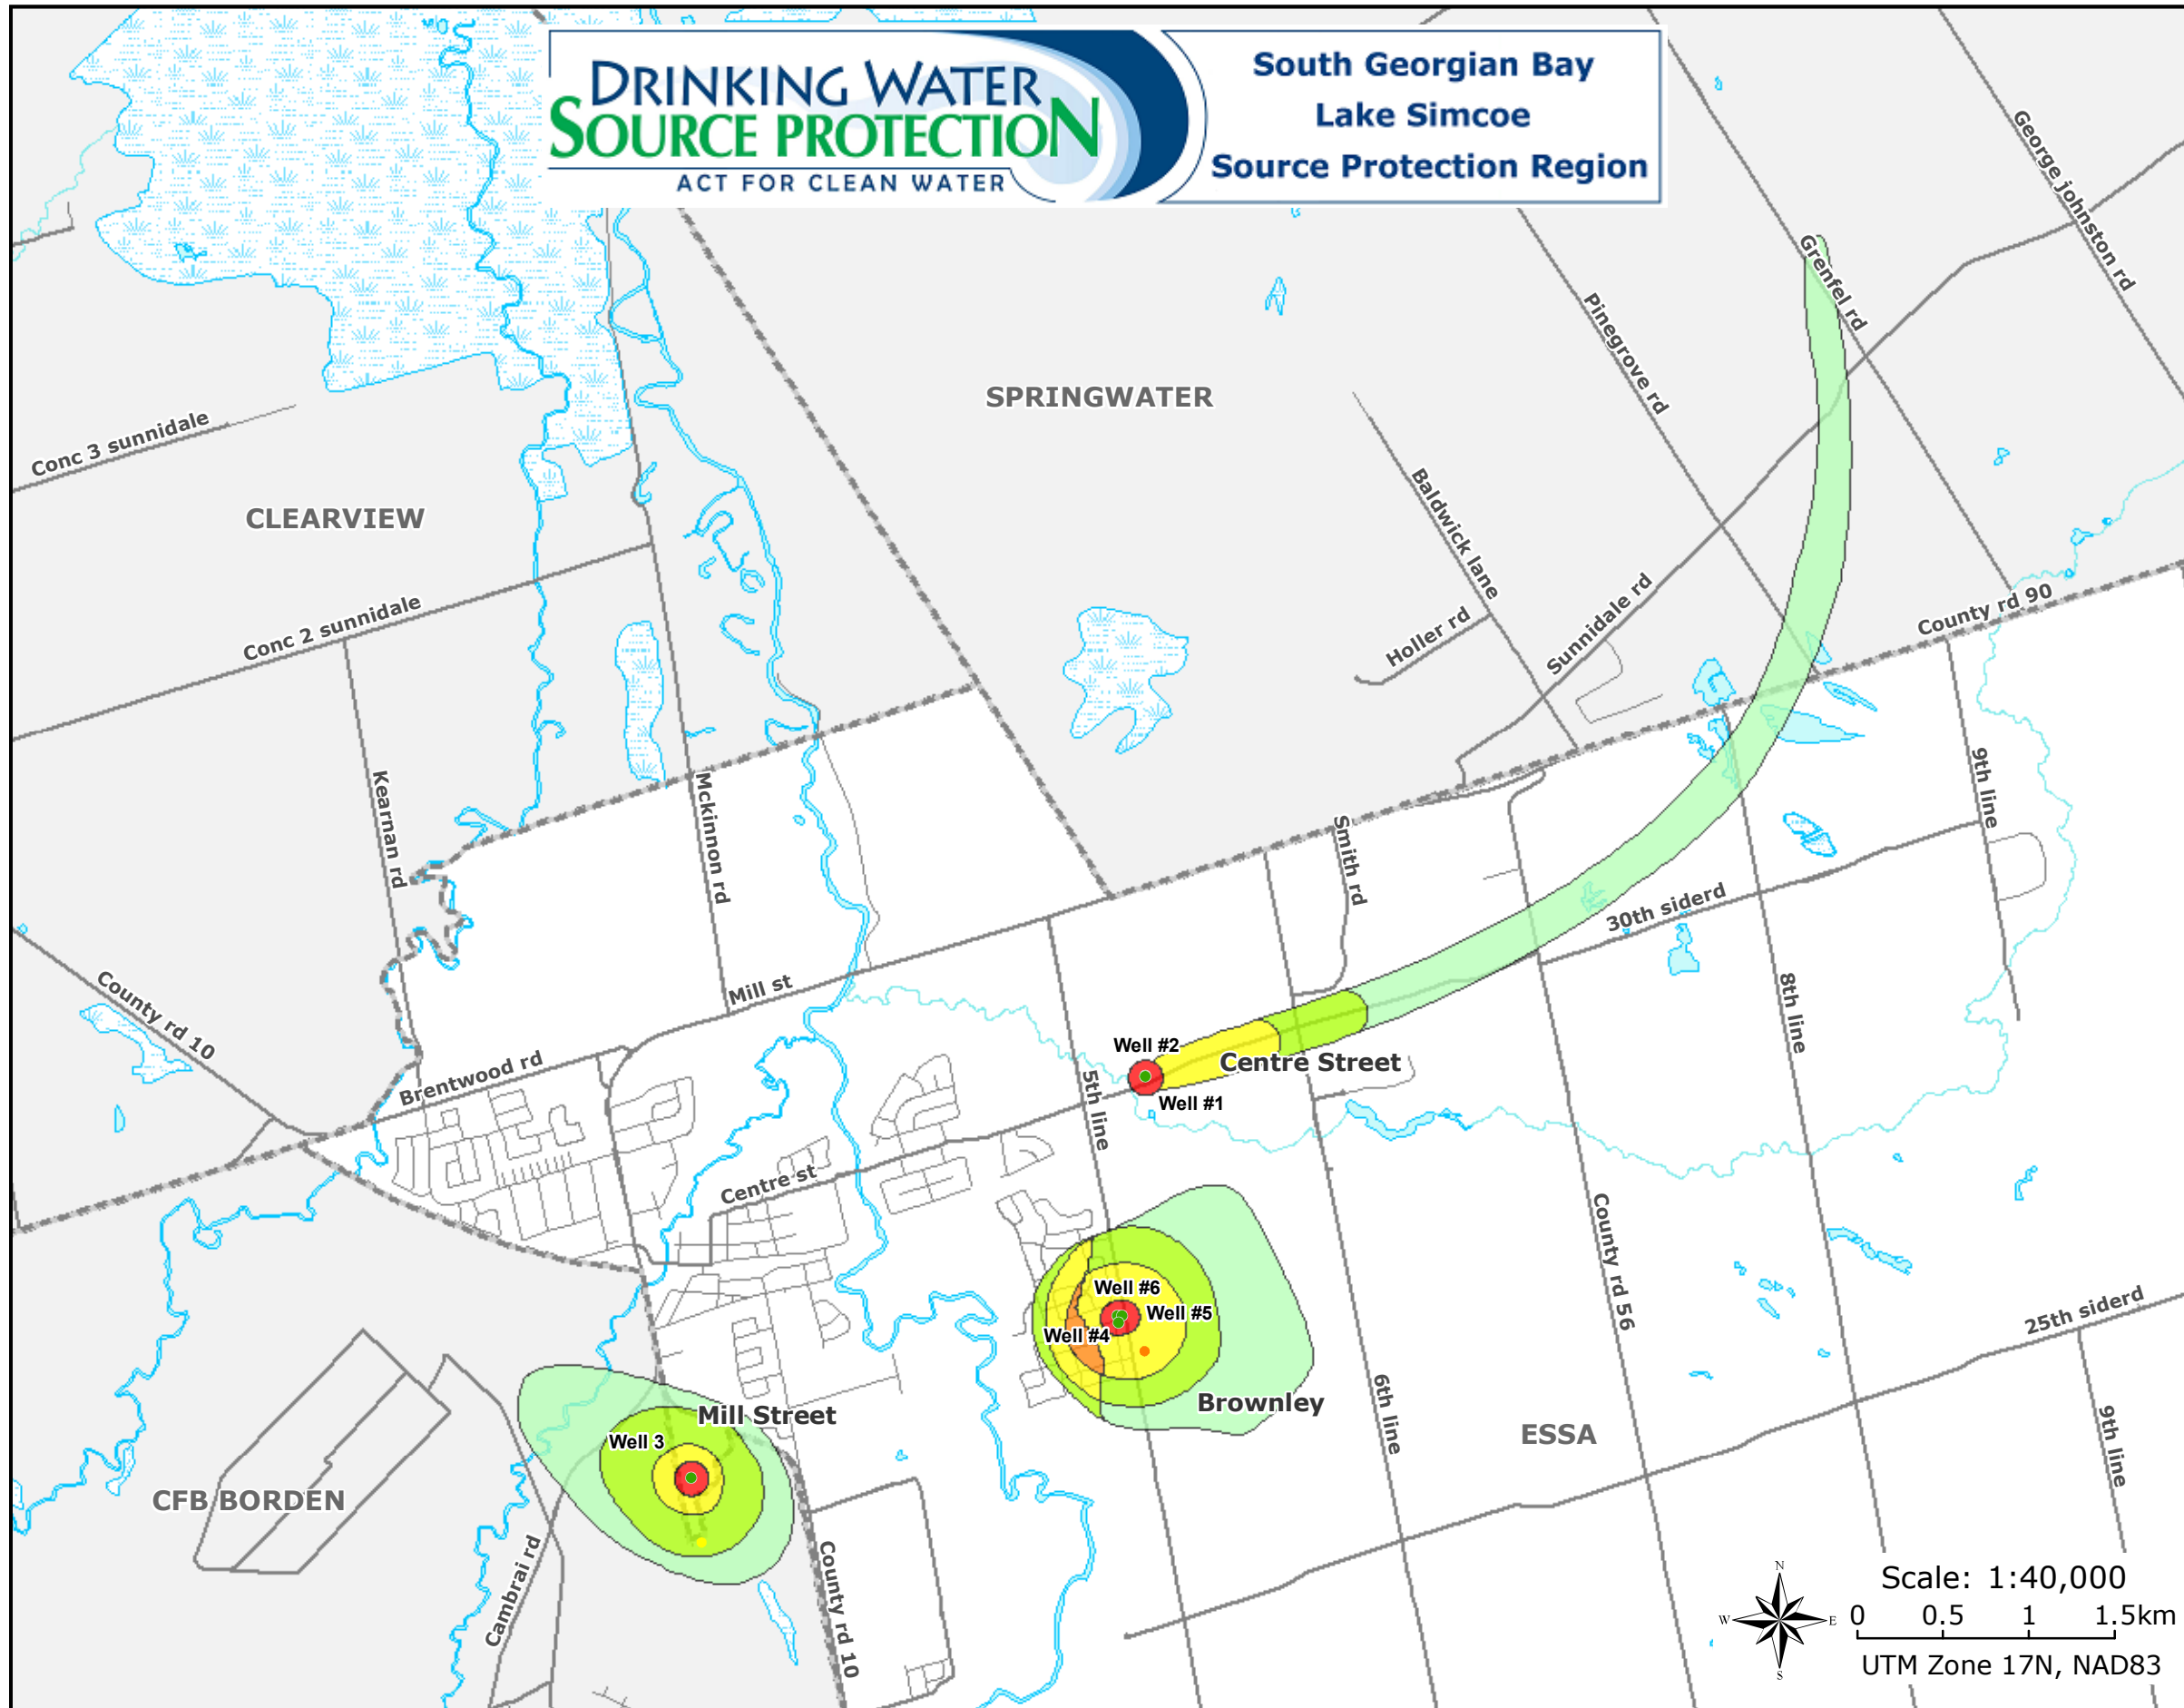 DRINKING WATER
SOURCE PROTECTION
ACT FOR CLEAN WATER
South Georgian Bay
Lake Simcoe
Source Protection Region
George johnston rd
Grenfel rd
Pinegrove rd
SPRINGWATER
Conc 3 sunnidale
CLEARVIEW
Baldwick lane
Conc 2 sunnidale
Holler rd
Sunnidale rd
County rd 90
Kearnan rd
Mckinnon rd
Smith rd
9th line
30th siderd
County rd 10
Mill st
8th line
Brentwood rd
Well #2
Centre Street
Well #1
5th line
Centre st
County rd 56
Well #6
Well #5
Well #4
25th siderd
Brownley
6th line
ESSA
9th line
Mill Street
Well 3
CFB BORDEN
Cambrai rd
County rd 10
N
W
E
S
Scale: 1:40,000
0 0.5 1 1.5km
UTM Zone 17N, NAD83